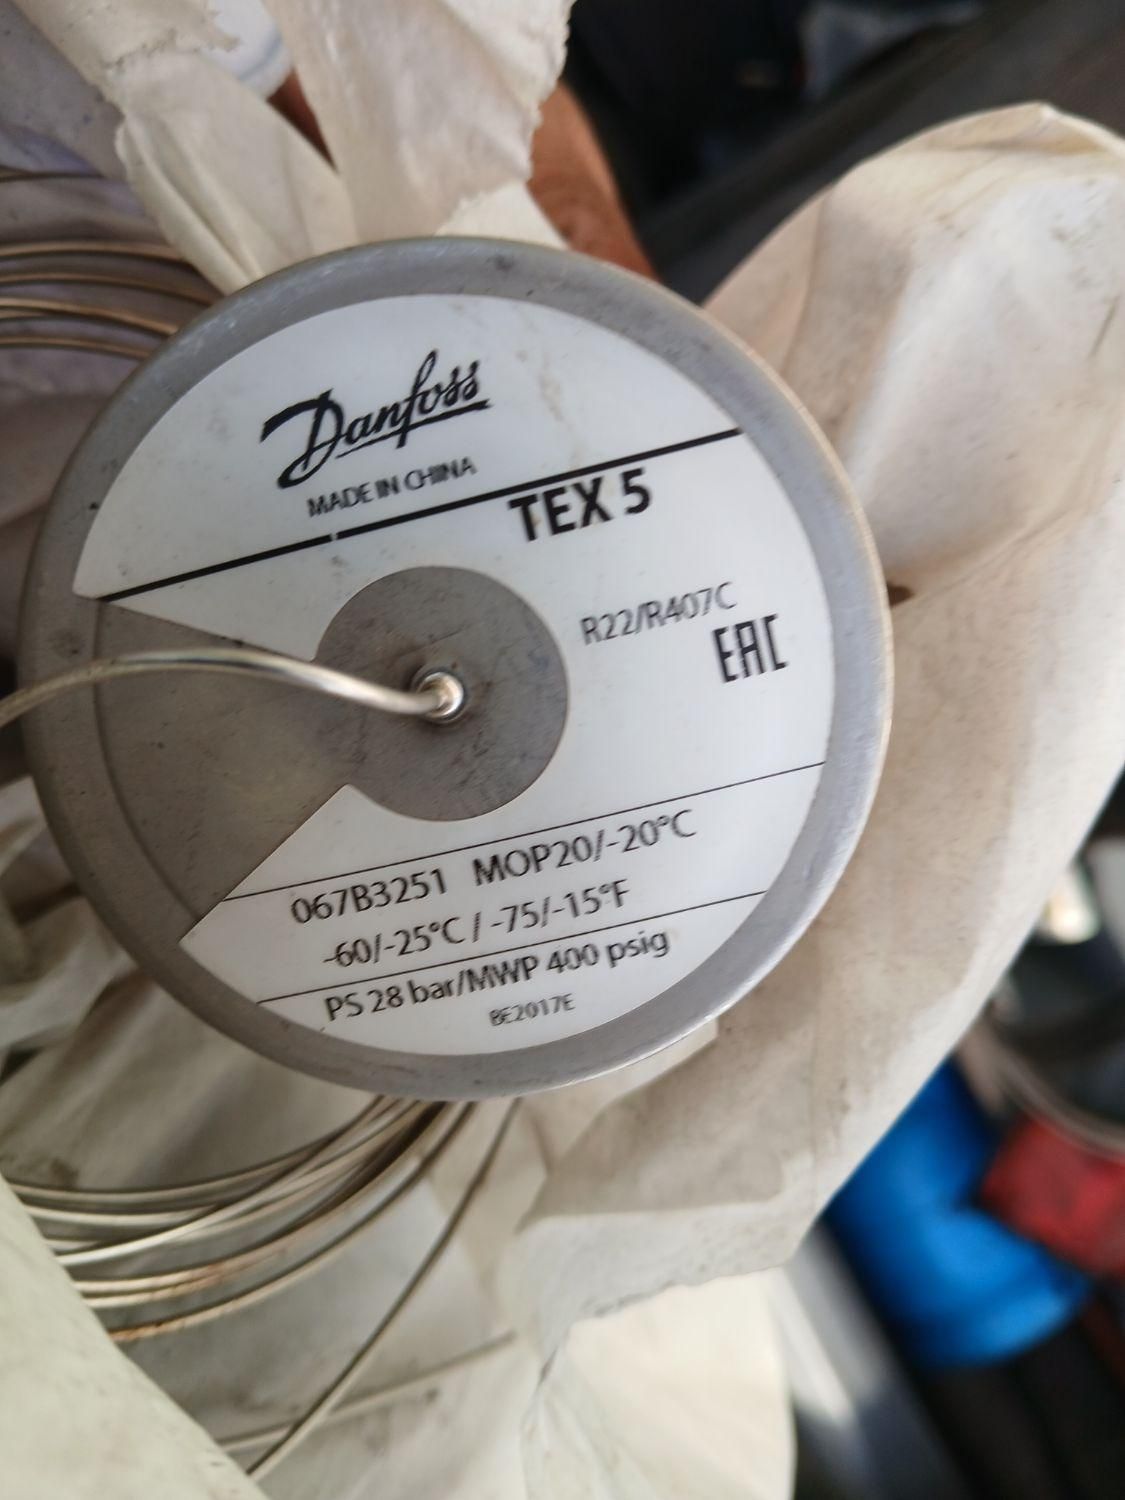 Danfoss
MADE IN CHINA
TEX 5
R22/R407C
EAC
067B3251 MOP20/-20°C
-60/-25°C / -75/-15°F
PS 28 bar/MWP 400 psig
BE2017E